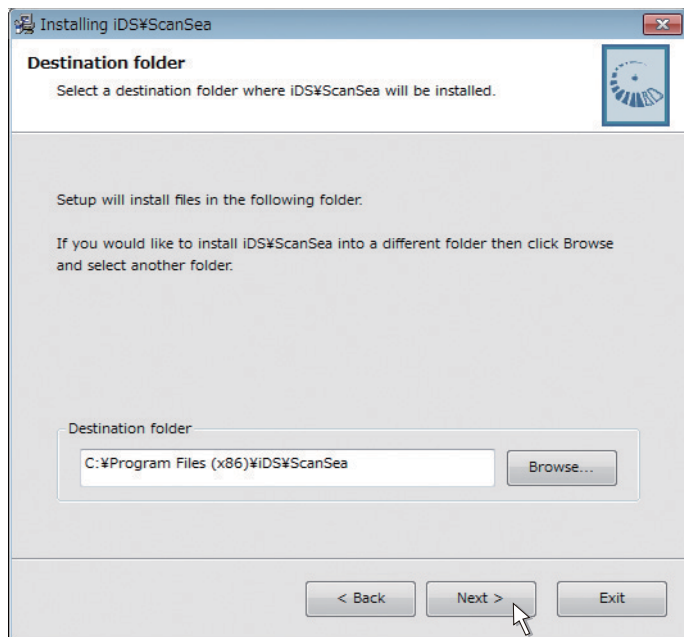 Installing iDS¥ScanSea
Destination folder
Select a destination folder where iDS¥ScanSea will be installed.
Setup will install files in the following folder.
If you would like to install iDS¥ScanSea into a different folder then click Browse
and select another folder.
Destination folder
C:¥Program Files (x86)¥iDS¥ScanSea
Browse...
< Back
Next >
Exit